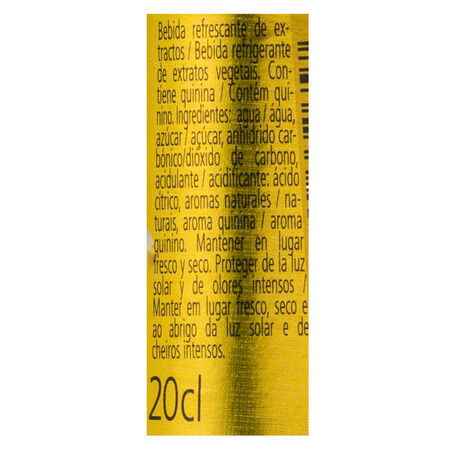 Bebida refrescante de ex-
tractos / Bebida refrigerante
de extratos vegetais. Con-
tiene quinina / Contém qui-
nino. Ingredientes: agua / água,
azúcar / açúcar, anhídrido car-
bónico/dióxido de carbono,
acidulante / acidificante: ácido
cítrico, aromas naturales / na-
turais, aroma quinina / aroma
quinino. Mantener en lugar
fresco y seco. Proteger de la luz
solar y de olores intensos /
Manter em lugar fresco, seco e
ao abrigo da luz solar e de
cheiros intensos.
20cl